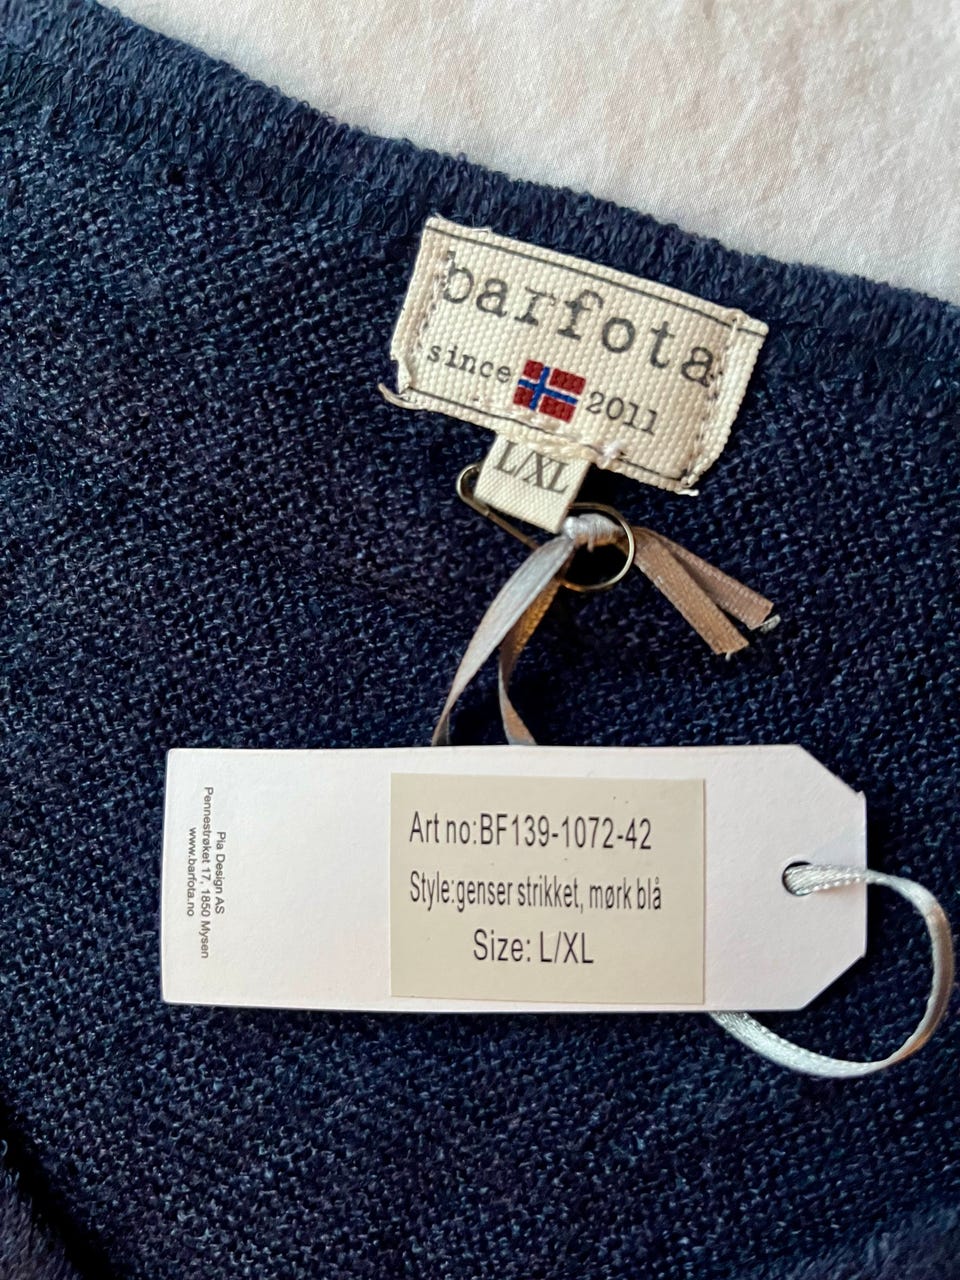 barfota
since 2011
L/XL
Art no:BF139-1072-42
Style:genser strikket, mørk blå
Size: L/XL
Pia Design AS
Pennestrøket 17, 1850 Mysen
www.barfota.no